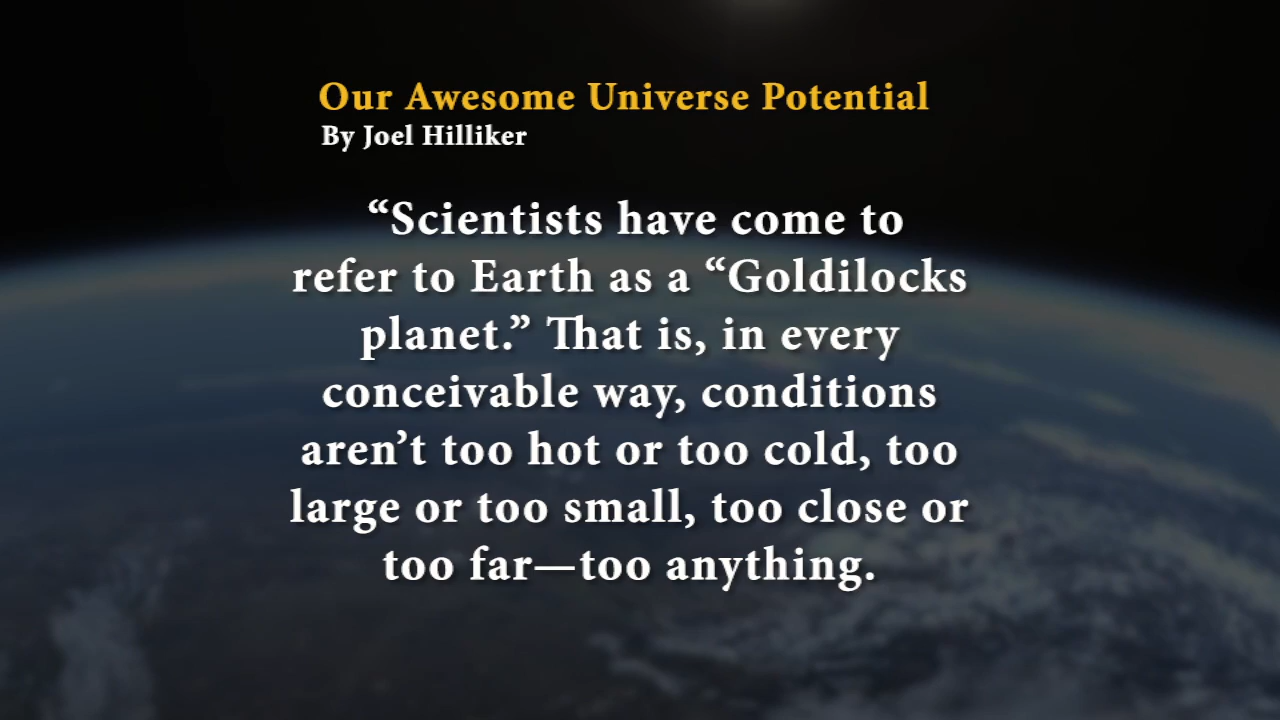 Our Awesome Universe Potential
By Joel Hilliker
“Scientists have come to
refer to Earth as a “Goldilocks
planet.” That is, in every
conceivable way, conditions
aren’t too hot or too cold, too
large or too small, too close or
too far—too anything.